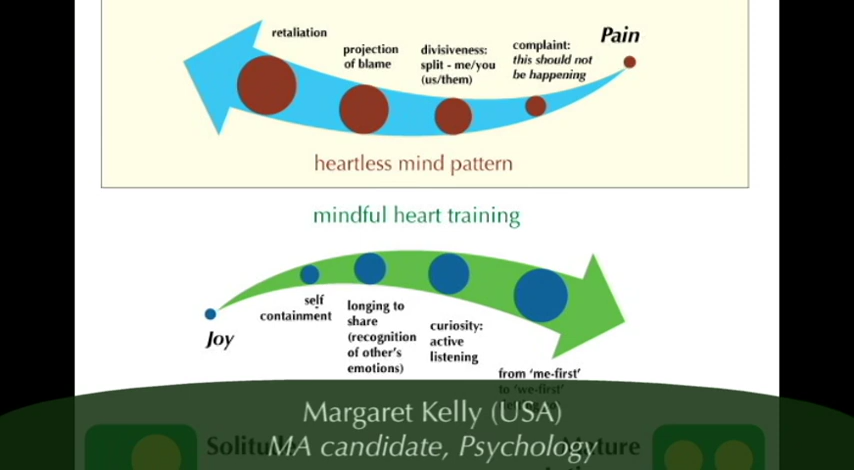 retaliation
projection
of blame
divisiveness:
split - me/you
(us/them)
complaint:
this should not
be happening
Pain
heartless mind pattern
mindful heart training
Joy
self
containment
longing to
share
(recognition
of other's
emotions)
curiosity:
active
listening
from 'me-first'
to 'we-first'
Margaret Kelly (USA)
MA candidate, Psychology